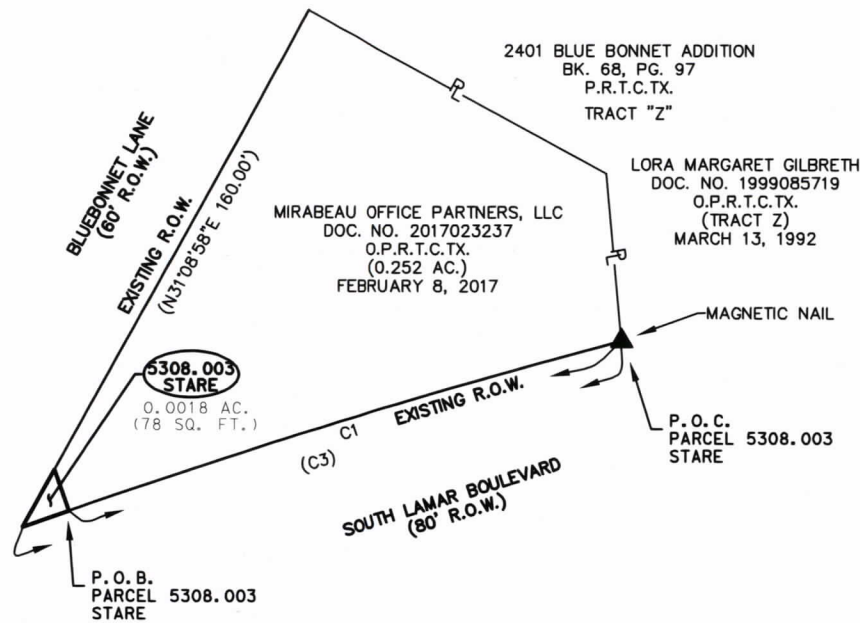 2401 BLUE BONNET ADDITION
BK. 68, PG. 97
P.R.T.C.TX.
TRACT "Z"
PL
LORA MARGARET GILBRETH
DOC. NO. 1999085719
O.P.R.T.C.TX.
(TRACT Z)
MARCH 13, 1992
BLUEBONNET LANE
(60' R.O.W.)
EXISTING R.O.W.
(N31°08'58"E 160.00')
MIRABEAU OFFICE PARTNERS, LLC
DOC. NO. 2017023237
O.P.R.T.C.TX.
(0.252 AC.)
FEBRUARY 8, 2017
PL
MAGNETIC NAIL
5308.003
STARE
0.0018 AC.
(78 SQ. FT.)
EXISTING R.O.W.
C1
(C3)
P.O.C.
PARCEL 5308.003
STARE
SOUTH LAMAR BOULEVARD
(80' R.O.W.)
P.O.B.
PARCEL 5308.003
STARE